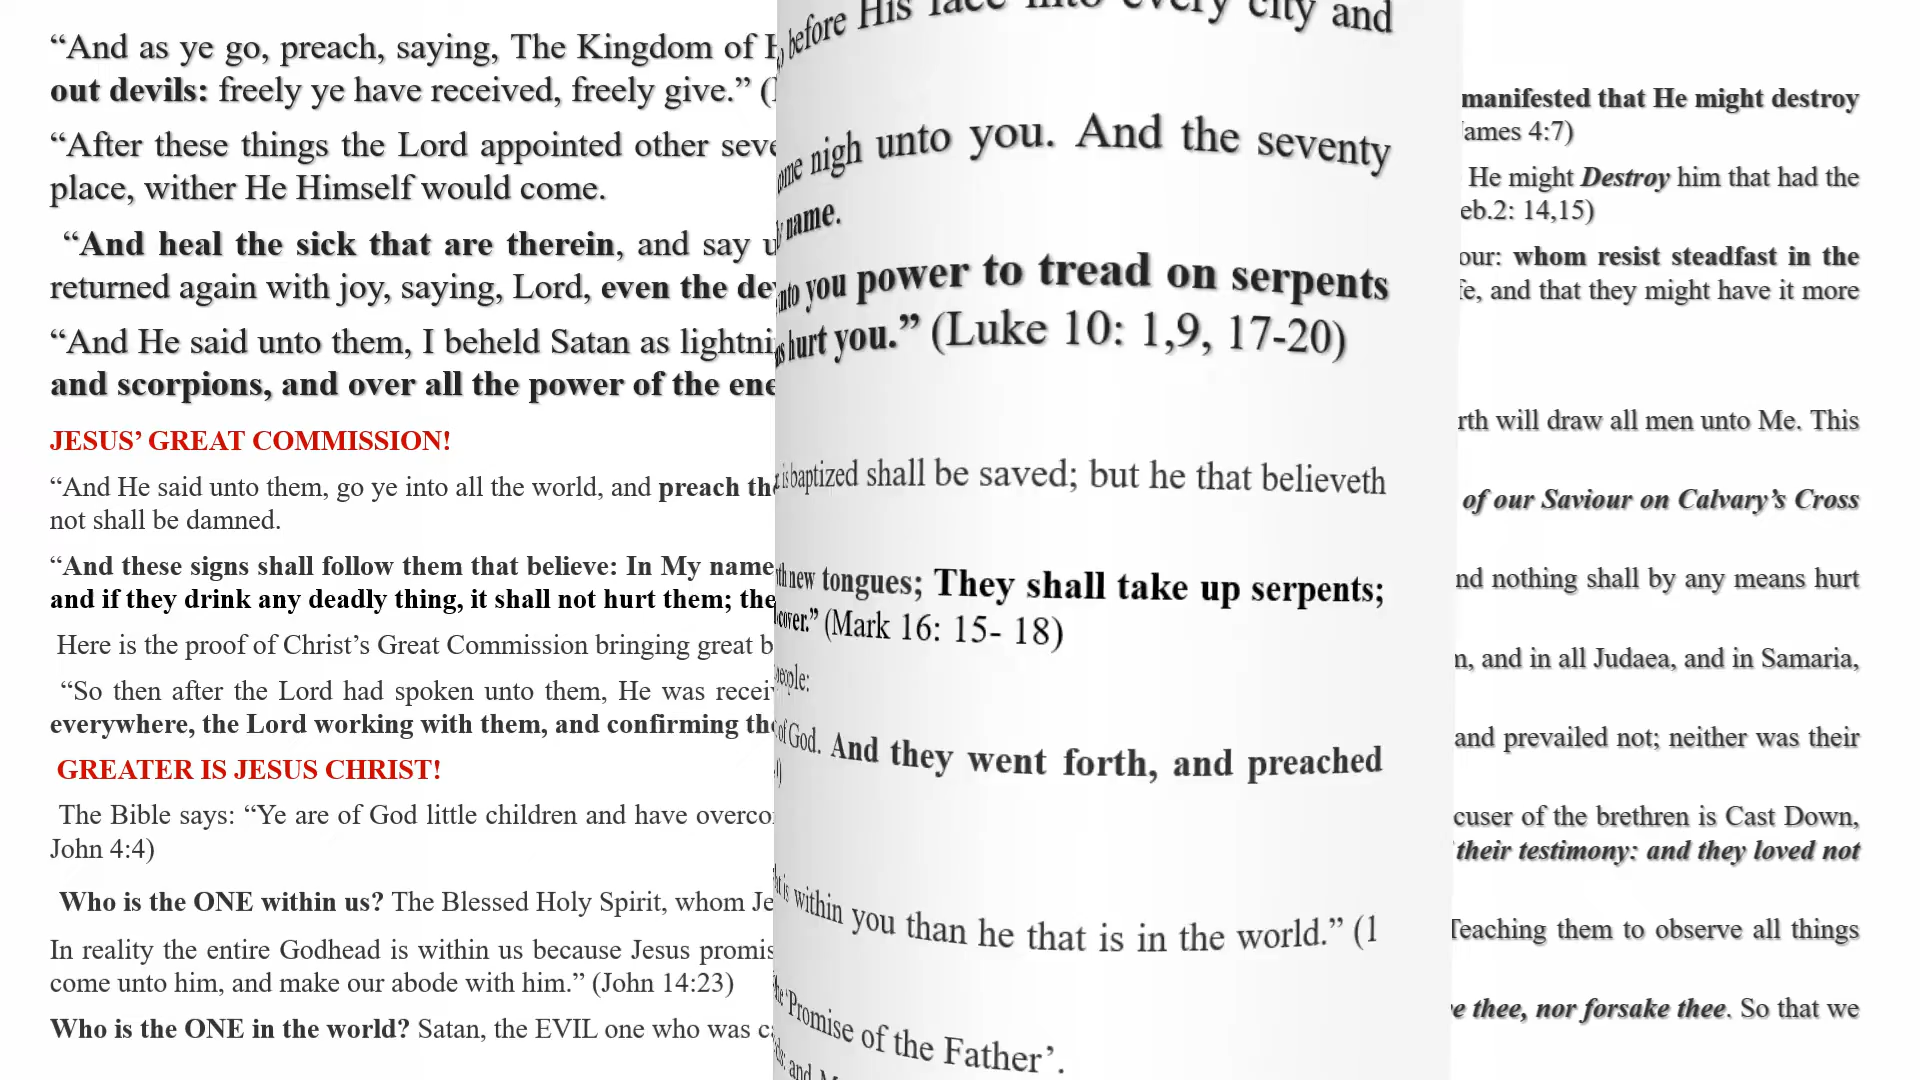 “And as ye go, preach, saying, The Kingdom of
out devils: freely ye have received, freely give.” (
“After these things the Lord appointed other
place, wither He Himself would come.
“And heal the sick that are therein, and say
returned again with joy, saying, Lord, even the
“And He said unto them, I beheld Satan as
and scorpions, and over all the power of the
JESUS’ GREAT COMMISSION!
“And He said unto them, go ye into all the world, and preach
not shall be damned.
“And these signs shall follow them that believe: In My name
and if they drink any deadly thing, it shall not hurt them;
Here is the proof of Christ’s Great Commission bringing great
“So then after the Lord had spoken unto them, He was
everywhere, the Lord working with them, and confirming
GREATER IS JESUS CHRIST!
The Bible says: “Ye are of God little children and have
John 4:4)
Who is the ONE within us? The Blessed Holy Spirit, whom
In reality the entire Godhead is within us because Jesus
come unto him, and make our abode with him.” (John 14:23)
Who is the ONE in the world? Satan, the EVIL one who was
before His face into every city and
nigh unto you. And the seventy
name.
you power to tread on serpents
hurt you.” (Luke 10: 1,9, 17-20)
is baptized shall be saved; but he that believeth
new tongues; They shall take up serpents;
(Mark 16: 15- 18)
of God. And they went forth, and preached
is within you than he that is in the world.” (1
‘Promise of the Father’.
and
manifested that He might destroy
James 4:7)
He might Destroy him that had the
2: 14,15)
whom resist steadfast in the
and that they might have it more
will draw all men unto Me. This
of our Saviour on Calvary’s Cross
nothing shall by any means hurt
and in all Judaea, and in Samaria,
and prevailed not; neither was their
of the brethren is Cast Down,
their testimony: and they loved not
Teaching them to observe all things
thee, nor forsake thee. So that we